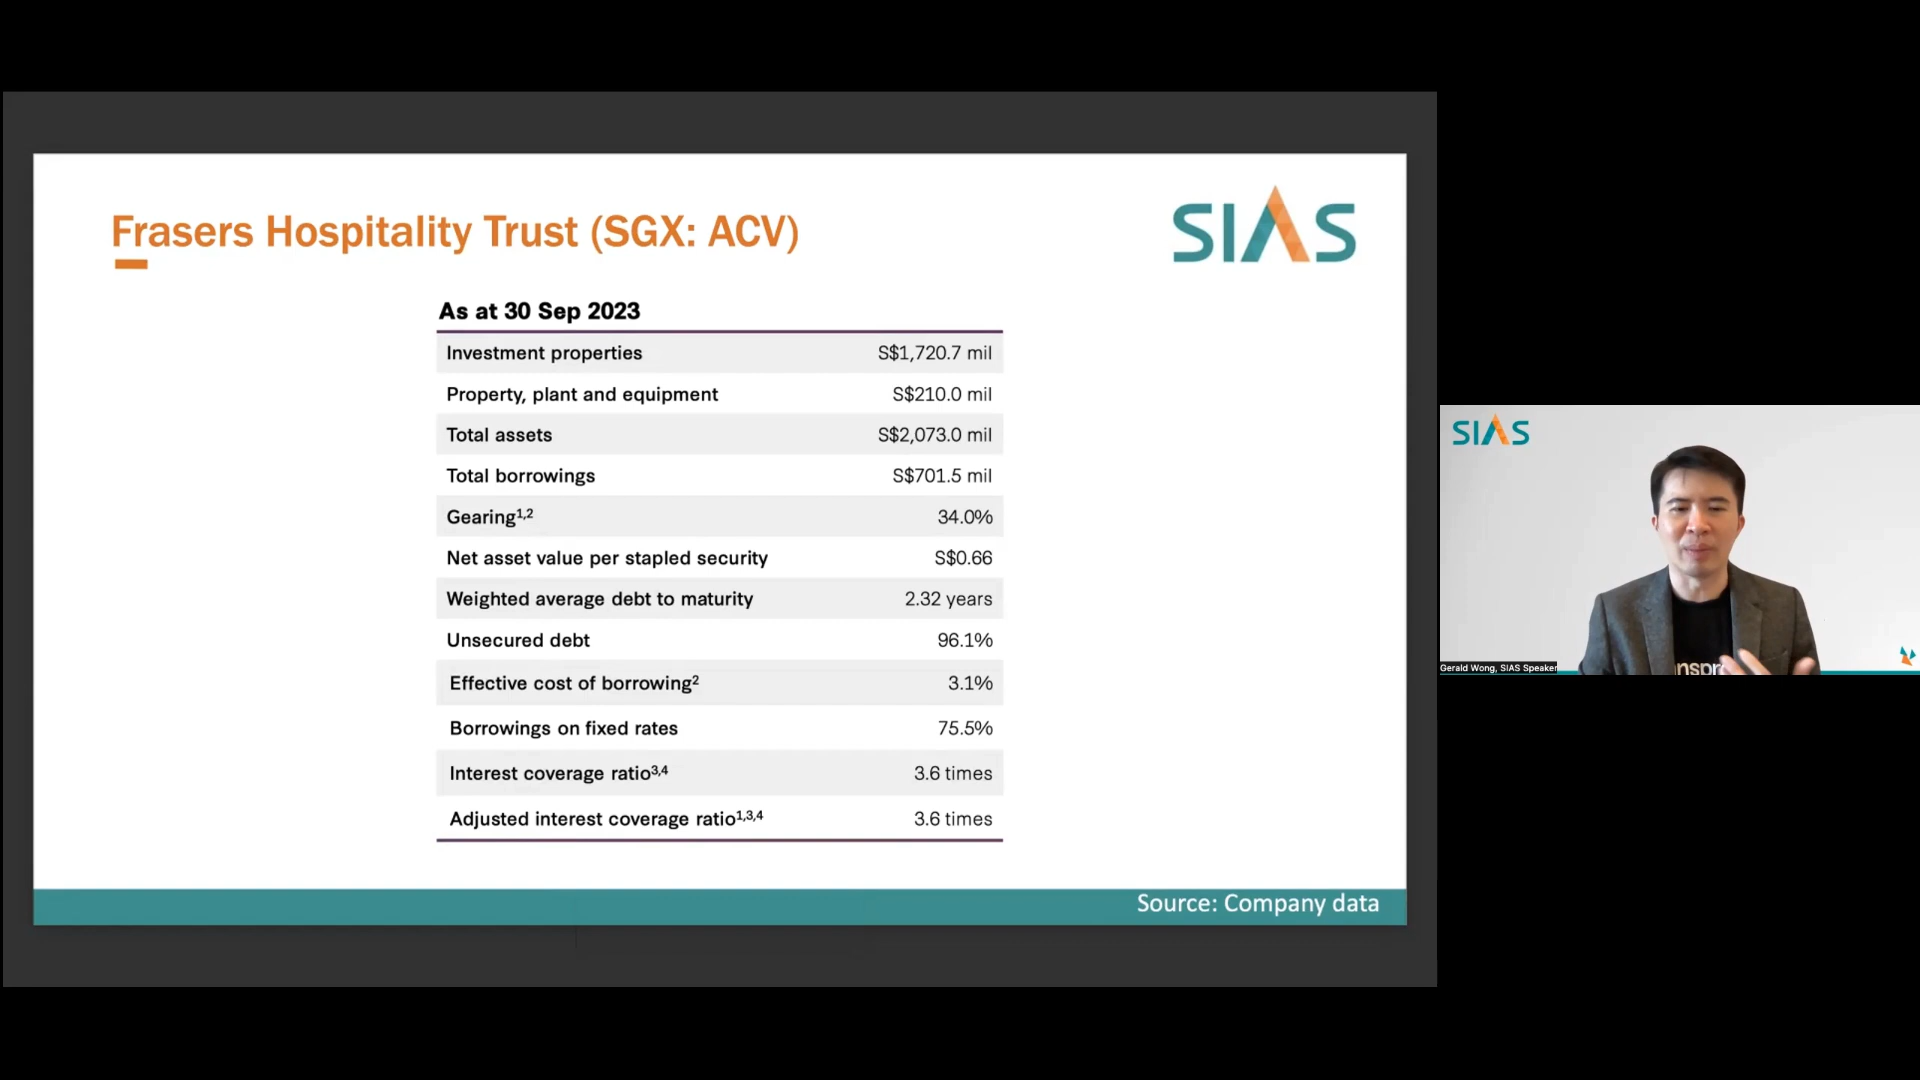 Frasers Hospitality Trust (SGX: ACV)
SIAS
As at 30 Sep 2023
Investment properties S$1,720.7 mil
Property, plant and equipment S$210.0 mil
Total assets S$2,073.0 mil
Total borrowings S$701.5 mil
Gearing1,2 34.0%
Net asset value per stapled security S$0.66
Weighted average debt to maturity 2.32 years
Unsecured debt 96.1%
Effective cost of borrowing2 3.1%
Borrowings on fixed rates 75.5%
Interest coverage ratio3,4 3.6 times
Adjusted interest coverage ratio1,3,4 3.6 times
Source: Company data
SIAS
Gerald Wong, SIAS Speaker